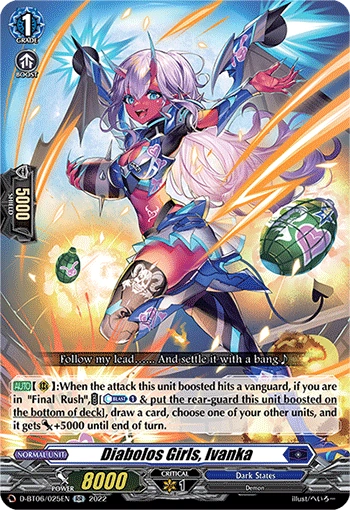 1
GRADE
BOOST
5000
SHIELD
Follow my lead...... And settle it with a bang♪
AUTO【 R 】:When the attack this unit boosted hits a vanguard, if you are
in "Final Rush", [COUNTER BLAST 1
& put the rear-guard this unit boosted on
the bottom of deck], draw a card, choose one of your other units, and
it gets +5000 until end of turn.
NORMAL UNIT
Diabolos Girls, Ivanka
POWER 8000
CRITICAL
1
Dark States
Demon
D-BT06/025EN RR 2022
illust/へいろー